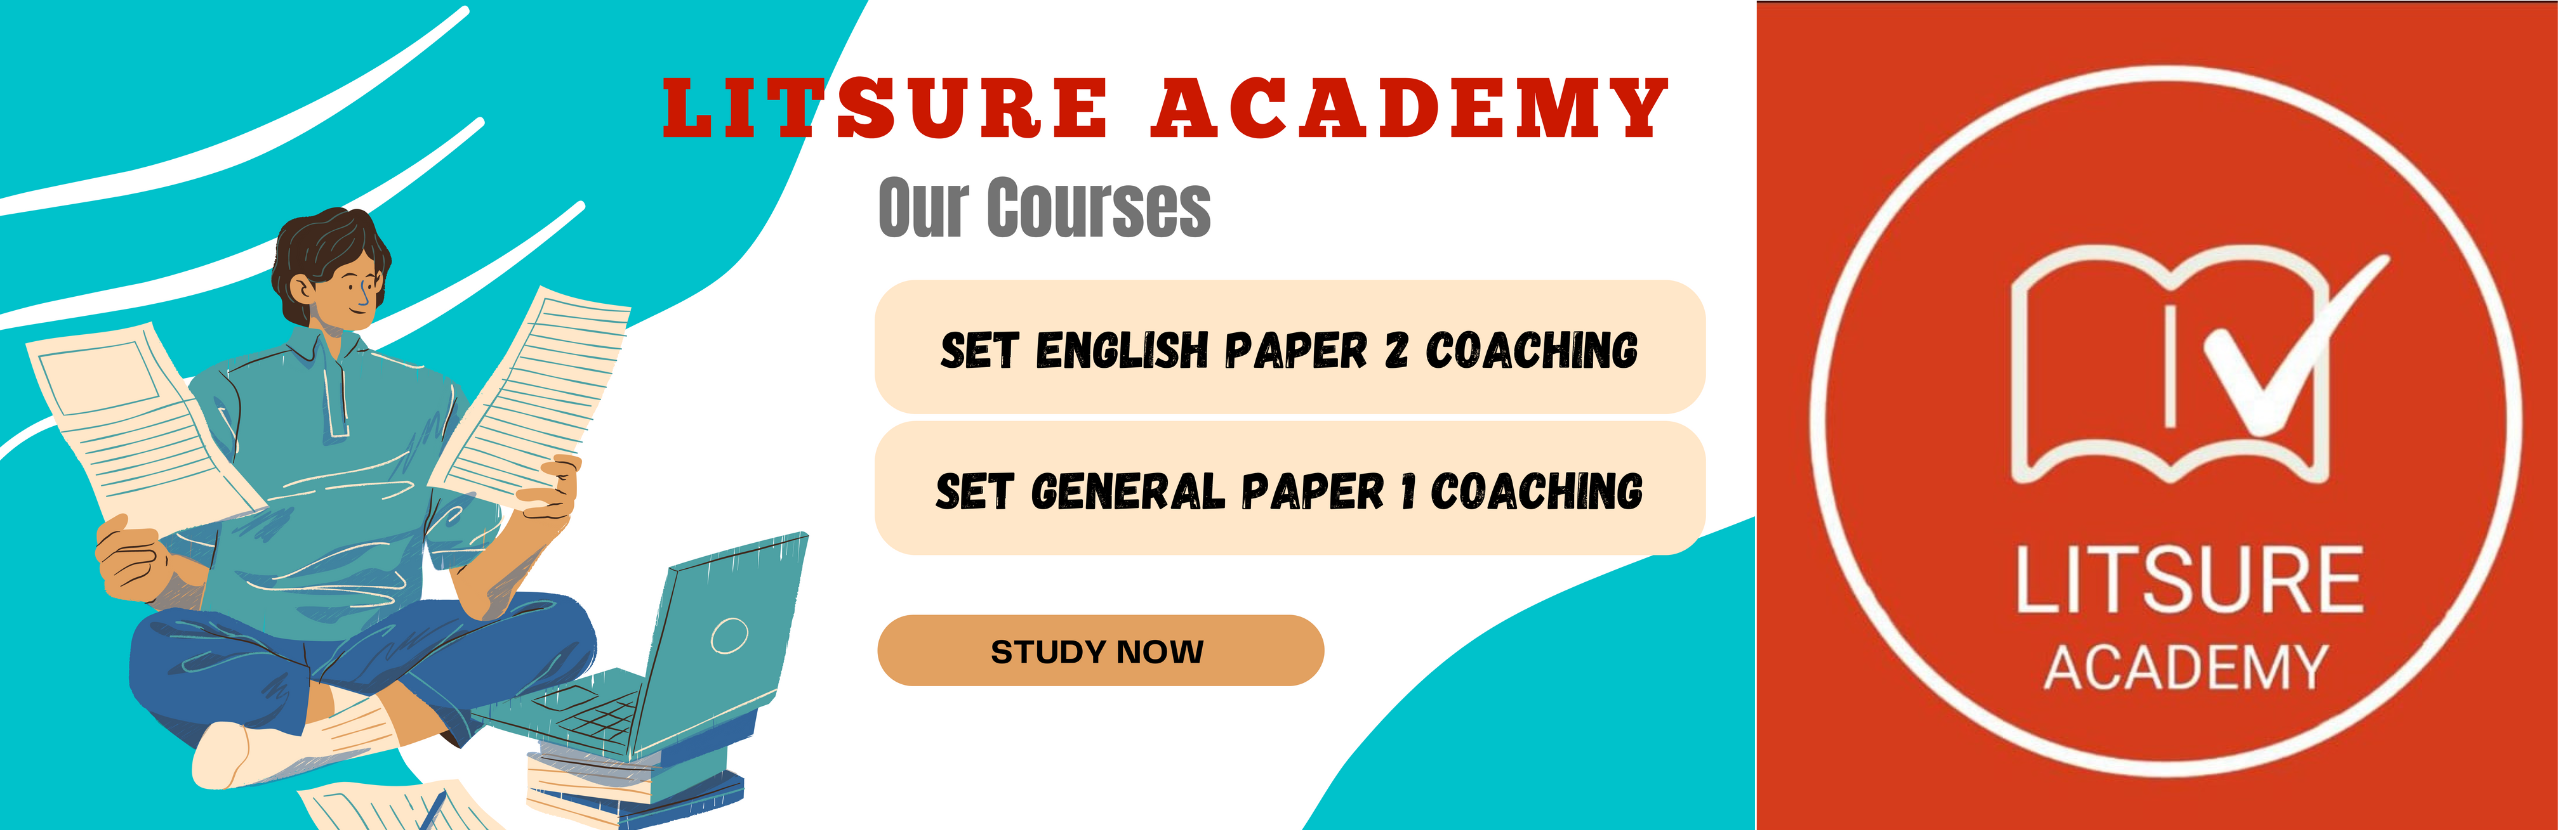 LITSURE ACADEMY
Our Courses
SET ENGLISH PAPER 2 COACHING
SET GENERAL PAPER 1 COACHING
STUDY NOW
LITSURE
ACADEMY